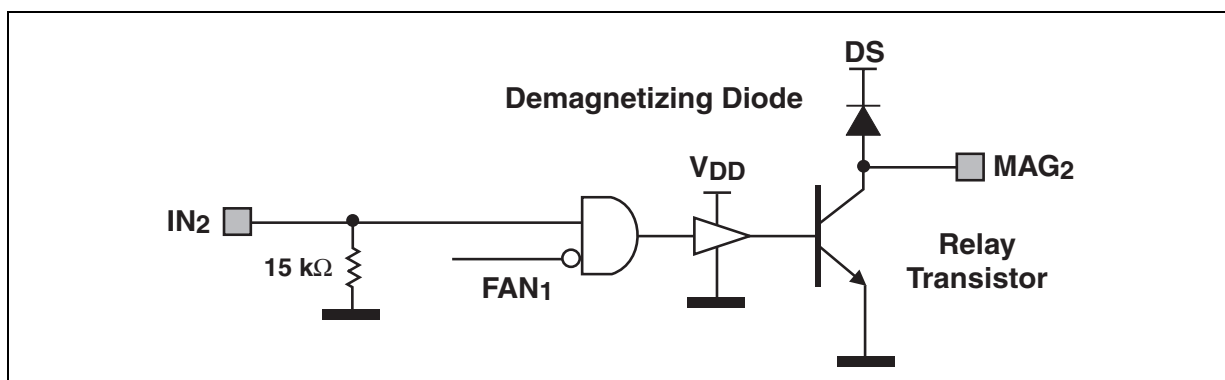 DS
Demagnetizing Diode
VDD
MAG2
IN2
15 kΩ
FAN1
Relay
Transistor